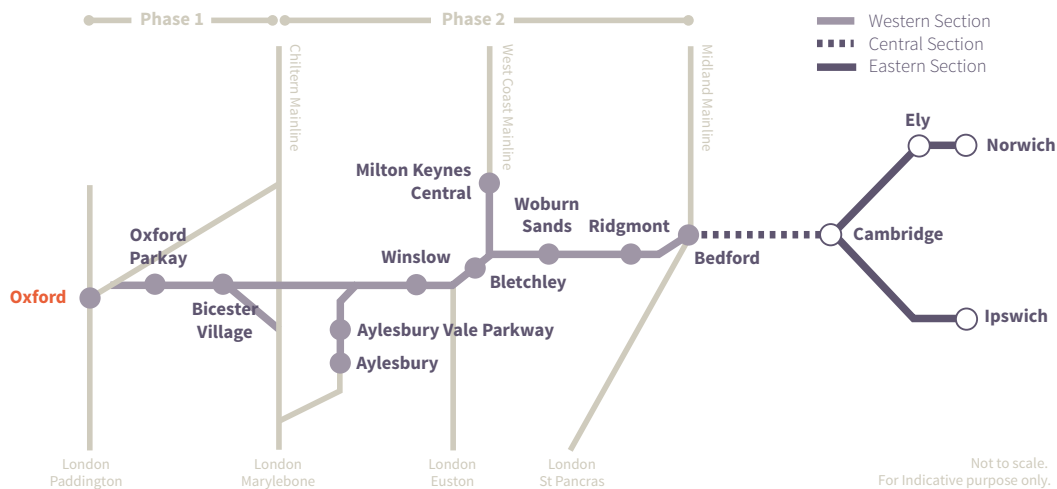 Phase 1
Phase 2
Western Section
Central Section
Eastern Section
Chiltern Mainline
West Coast Mainline
Midland Mainline
Ely
Norwich
Milton Keynes
Central
Woburn
Sands
Ridgmont
Oxford
Parkay
Winslow
Bedford
Cambridge
Bletchley
Oxford
Bicester
Village
Aylesbury Vale Parkway
Ipswich
Aylesbury
London
Paddington
London
Marylebone
London
Euston
London
St Pancras
Not to scale.
For Indicative purpose only.